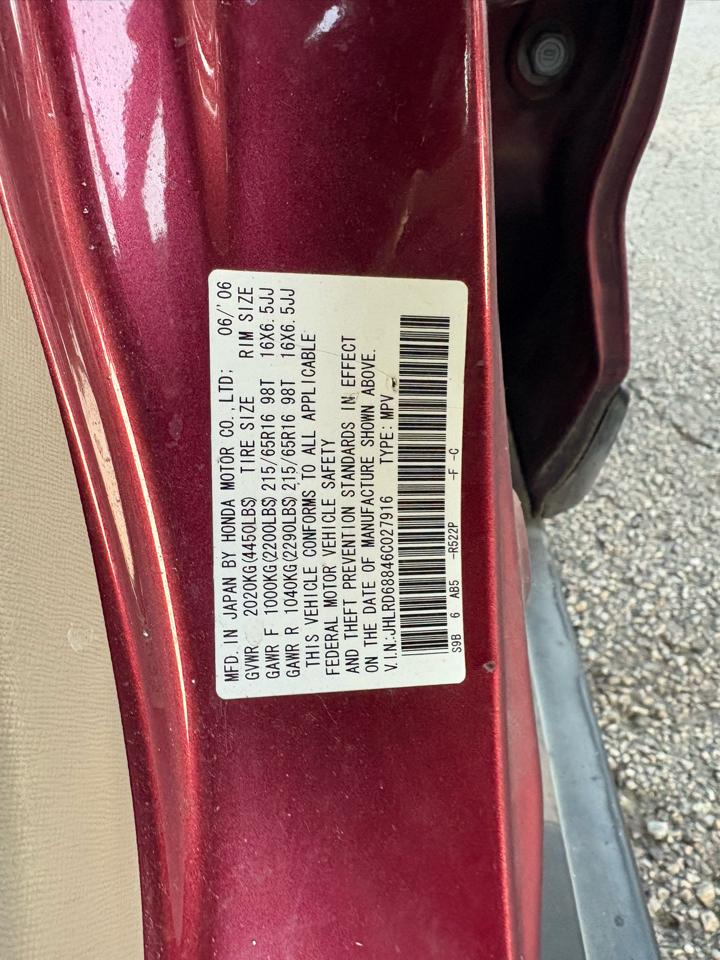 MFD. IN JAPAN BY HONDA MOTOR CO., LTD; 06/'06
GVWR 2020KG(4450LBS) TIRE SIZE RIM SIZE
GAWR F 1000KG(2200LBS) 215/65R16 98T 16X6.5JJ
GAWR R 1040KG(2290LBS) 215/65R16 98T 16X6.5JJ
THIS VEHICLE CONFORMS TO ALL APPLICABLE
FEDERAL MOTOR VEHICLE SAFETY
AND THEFT PREVENTION STANDARDS IN EFFECT
ON THE DATE OF MANUFACTURE SHOWN ABOVE.
V.I.N.:JHLRD68846C027916 TYPE: MPV
S9B 6 AB5 -R522P -F -C